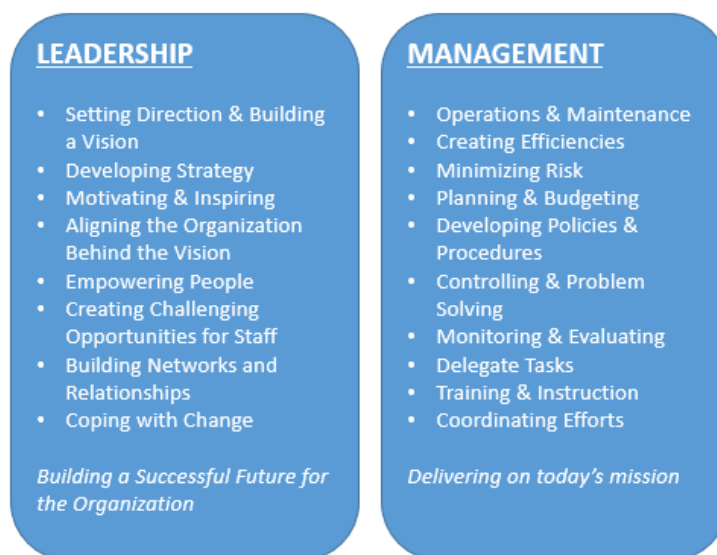 LEADERSHIP
• Setting Direction & Building
a Vision
• Developing Strategy
• Motivating & Inspiring
• Aligning the Organization
Behind the Vision
• Empowering People
• Creating Challenging
Opportunities for Staff
• Building Networks and
Relationships
• Coping with Change
Building a Successful Future for
the Organization
MANAGEMENT
• Operations & Maintenance
• Creating Efficiencies
• Minimizing Risk
• Planning & Budgeting
• Developing Policies &
Procedures
• Controlling & Problem
Solving
• Monitoring & Evaluating
• Delegate Tasks
• Training & Instruction
• Coordinating Efforts
Delivering on today's mission